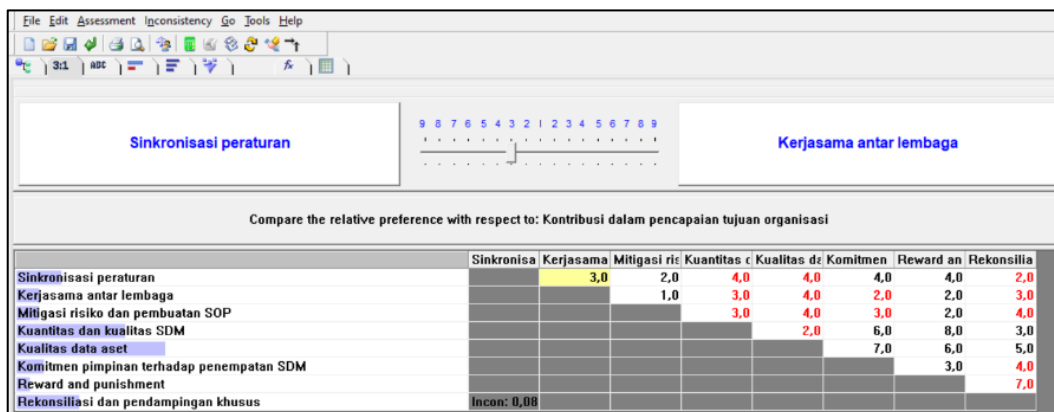 File Edit Assessment Inconsistency Go Tools Help
3:1 ABC fx
Sinkronisasi peraturan 9 8 7 6 5 4 3 2 1 2 3 4 5 6 7 8 9 Kerjasama antar lembaga
Compare the relative preference with respect to: Kontribusi dalam pencapaian tujuan organisasi
Sinkronisa Kerjasama Mitigasi ris Kuantitas d Kualitas da Komitmen Reward an Rekonsilia
Sinkronisasi peraturan 3,0 2,0 4,0 4,0 4,0 4,0 2,0
Kerjasama antar lembaga 1,0 3,0 4,0 2,0 2,0 3,0
Mitigasi risiko dan pembuatan SOP 3,0 4,0 3,0 2,0 4,0
Kuantitas dan kualitas SDM 2,0 6,0 8,0 3,0
Kualitas data aset 7,0 6,0 5,0
Komitmen pimpinan terhadap penempatan SDM 3,0 4,0
Reward and punishment 7,0
Rekonsiliasi dan pendampingan khusus Incon: 0,08